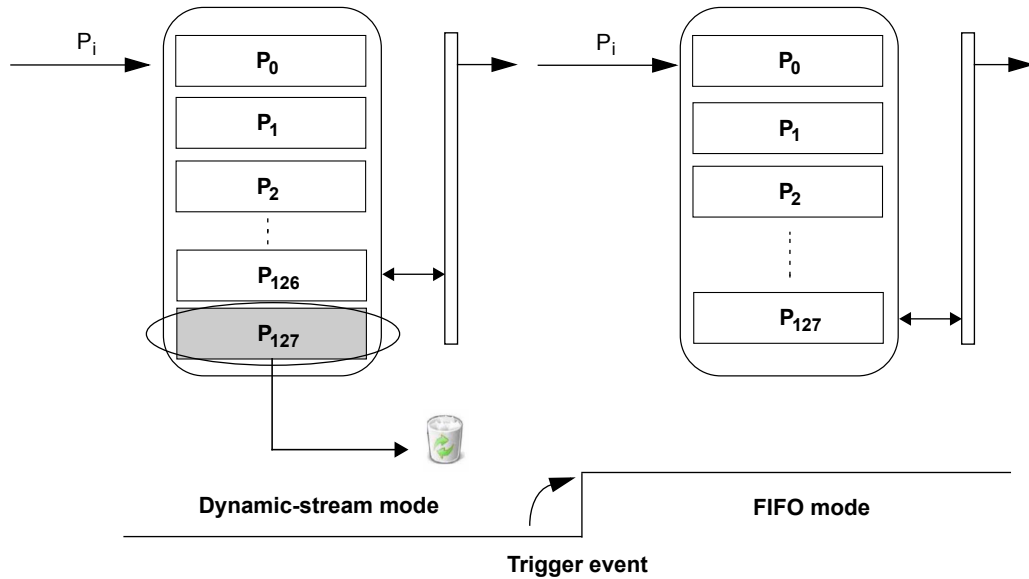 Pᵢ
P₀
P₁
P₂
P₁₂₆
P₁₂₇
Pᵢ
P₀
P₁
P₂
P₁₂₇
Dynamic-stream mode
FIFO mode
Trigger event